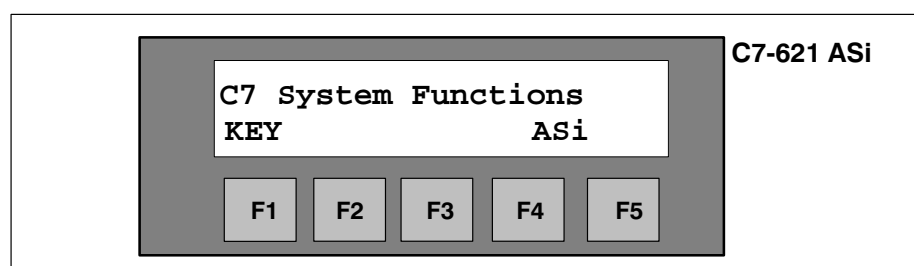 C7-621 ASi
C7 System Functions
KEY ASi
F1 F2 F3 F4 F5